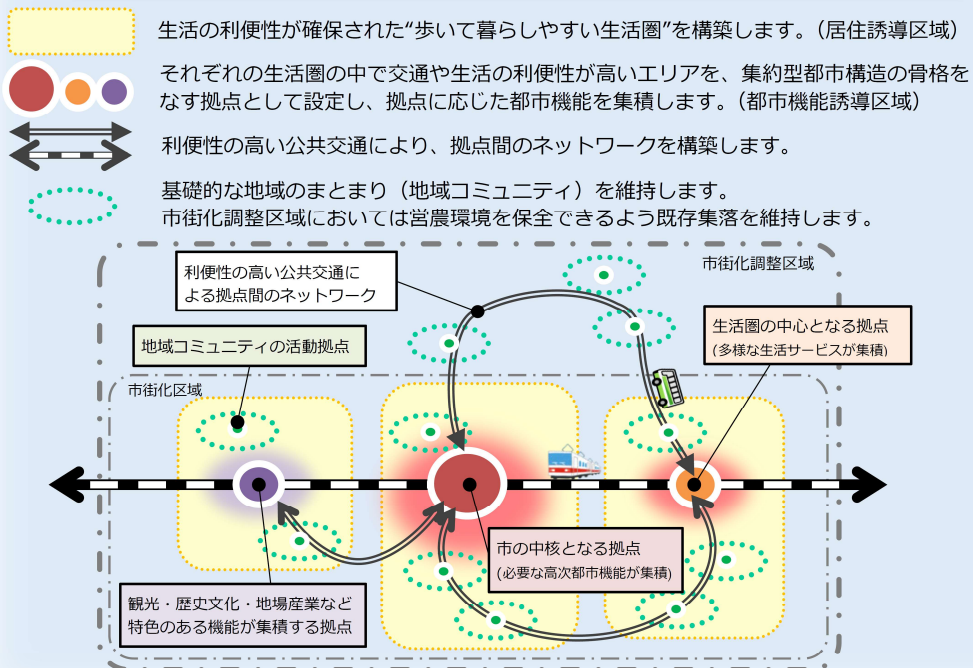 生活の利便性が確保された“歩いて暮らしやすい生活圏”を構築します。（居住誘導区域）
それぞれの生活圏の中で交通や生活の利便性が高いエリアを、集約型都市構造の骨格を
なす拠点として設定し、拠点に応じた都市機能を集積します。（都市機能誘導区域）
利便性の高い公共交通により、拠点間のネットワークを構築します。
基礎的な地域のまとまり（地域コミュニティ）を維持します。
市街化調整区域においては営農環境を保全できるよう既存集落を維持します。
市街化調整区域
利便性の高い公共交通に
よる拠点間のネットワーク
生活圏の中心となる拠点
(多様な生活サービスが集積)
地域コミュニティの活動拠点
市街化区域
市の中核となる拠点
(必要な高次都市機能が集積)
観光・歴史文化・地場産業など
特色のある機能が集積する拠点